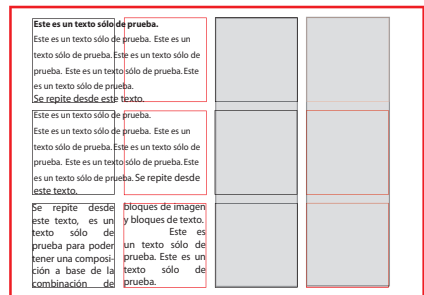 Este es un texto sólo de prueba.
Este es un texto sólo de prueba. Este es un
texto sólo de prueba.Este es un texto sólo de
prueba. Este es un texto sólo de prueba.Este
es un texto sólo de prueba.
Se repite desde este texto.
Este es un texto sólo de prueba.
Este es un texto sólo de prueba. Este es un
texto sólo de prueba.Este es un texto sólo de
prueba. Este es un texto sólo de prueba.Este
es un texto sólo de prueba.Se repite desde
este texto.
Se repite desde
este texto, es un
texto sólo de
prueba para poder
tener una composi-
ción a base de la
combinación de
bloques de imagen
y bloques de texto.
Este es
un texto sólo de
prueba. Este es un
texto sólo de
prueba.